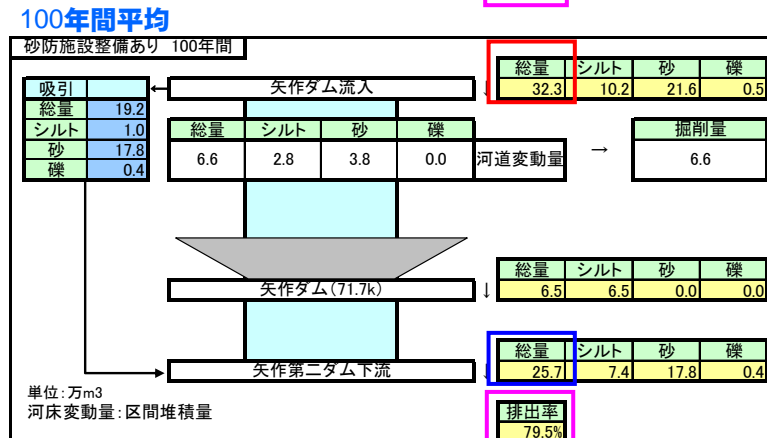 100年間平均
砂防施設整備あり 100年間
総量 シルト 砂 礫
吸引 ← 矢作ダム流入 ↓ 32.3 10.2 21.6 0.5
総量 19.2
シルト 1.0 総量 シルト 砂 礫 掘削量
砂 17.8 6.6 2.8 3.8 0.0 河道変動量 → 6.6
礫 0.4
総量 シルト 砂 礫
矢作ダム(71.7k) ↓ 6.5 6.5 0.0 0.0
総量 シルト 砂 礫
矢作第二ダム下流 ↓ 25.7 7.4 17.8 0.4
単位:万m3
河床変動量:区間堆積量
排出率
79.5%